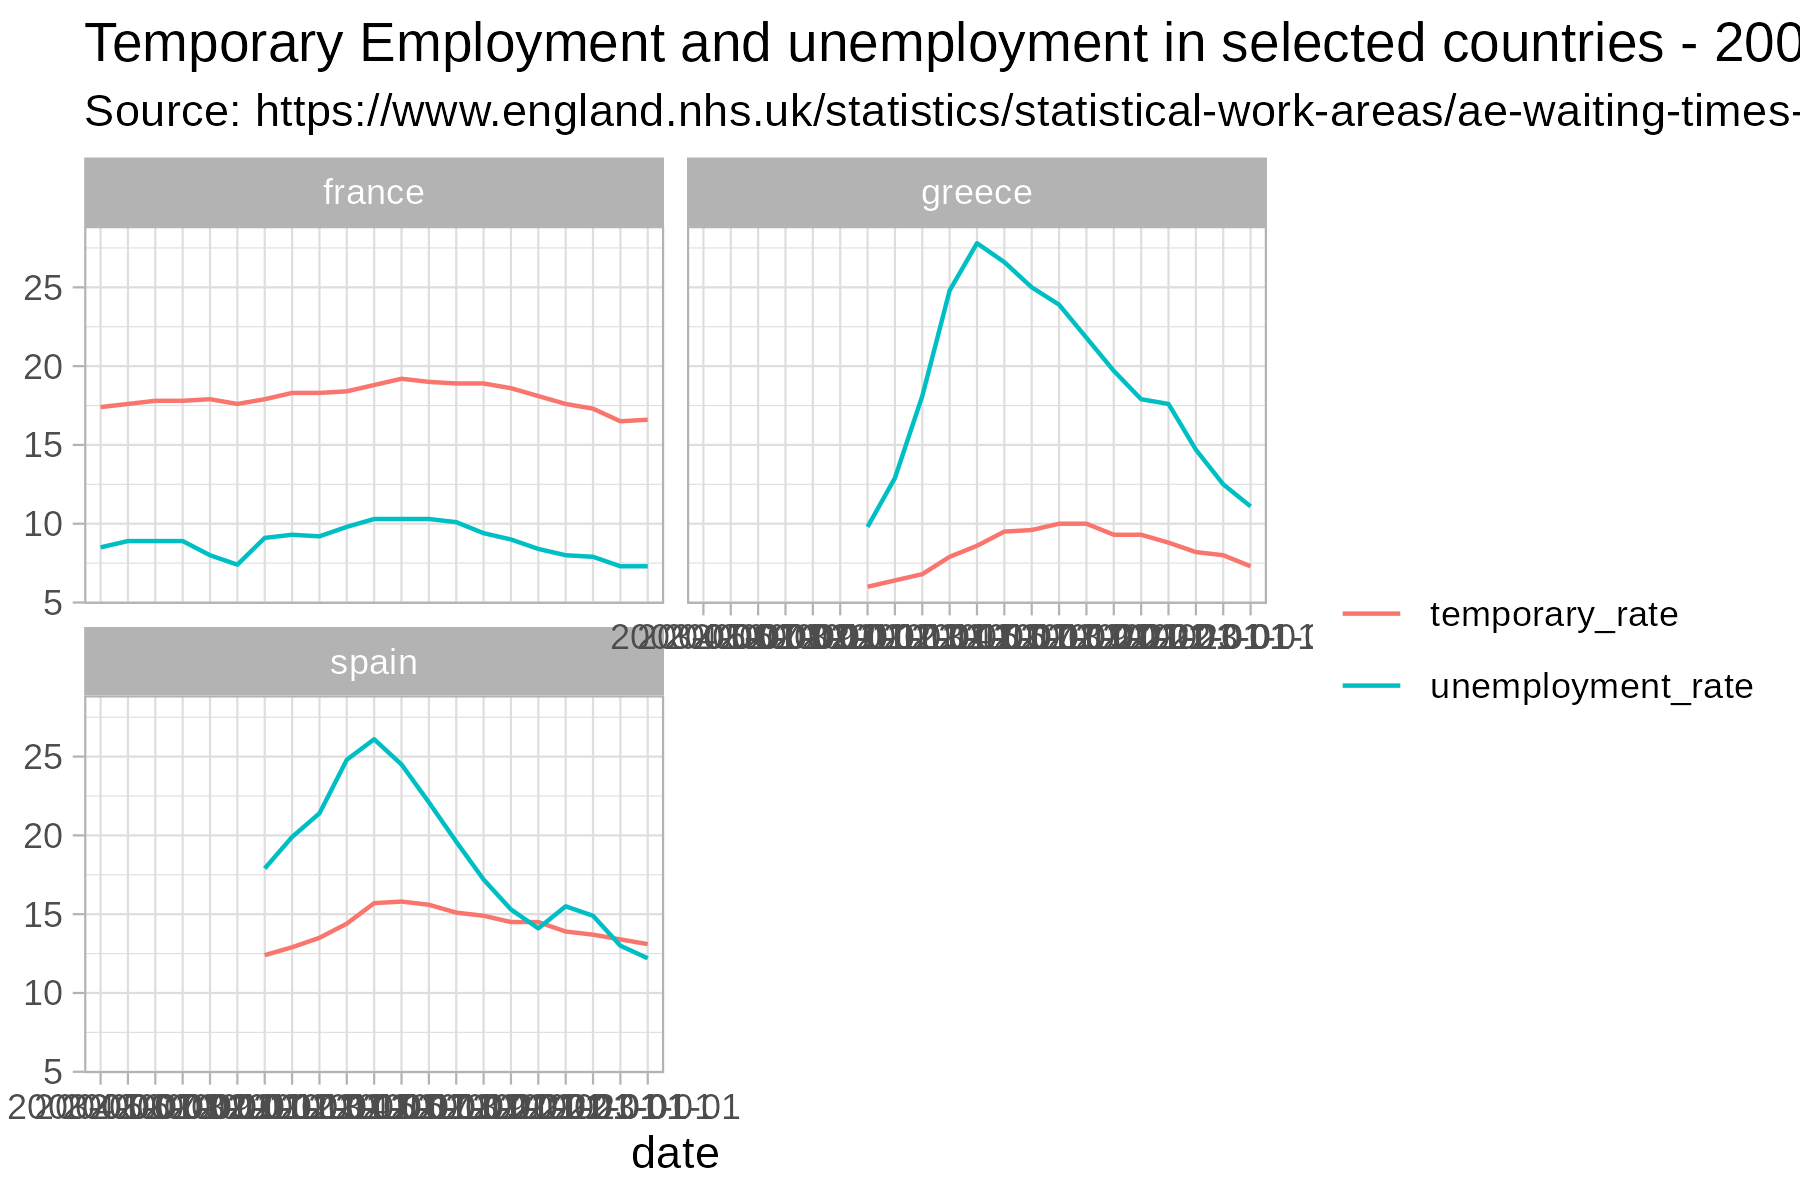 Temporary Employment and unemployment in selected countries - 200
Source: https://www.england.nhs.uk/statistics/statistical-work-areas/ae-waiting-times-
france
greece
25
20
15
10
5
temporary_rate
unemployment_rate
spain
25
20
15
10
5
date